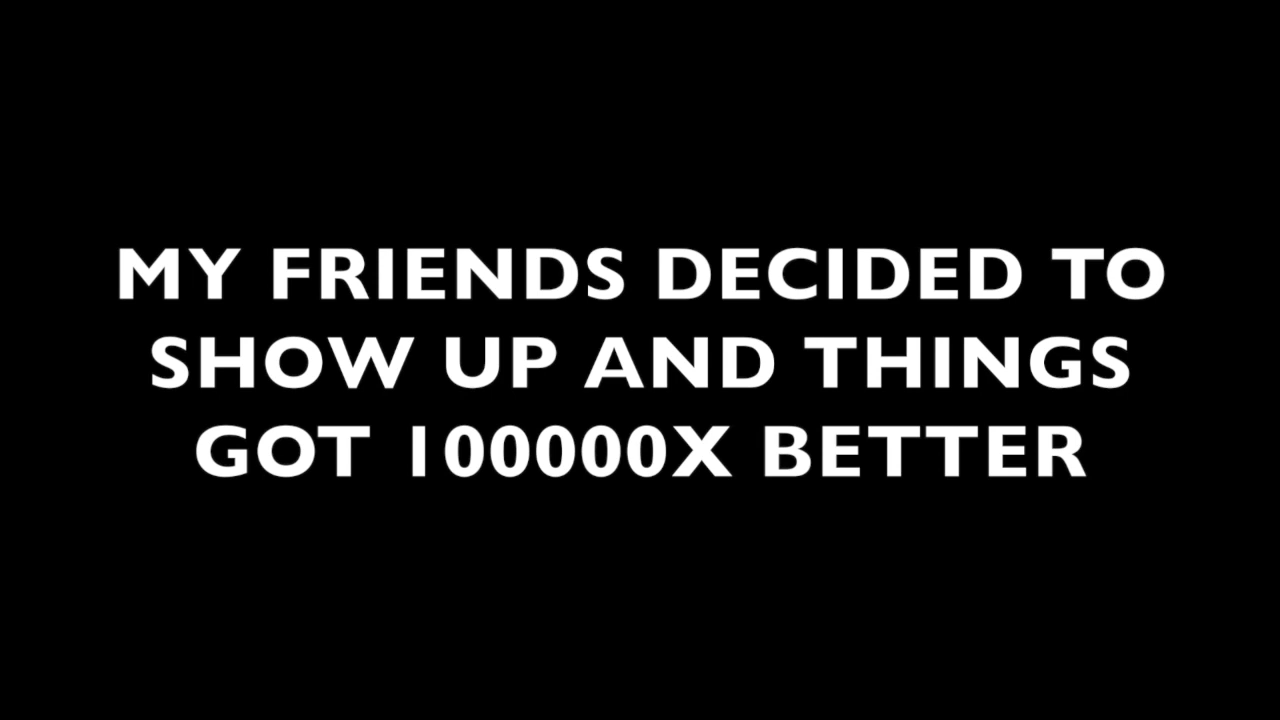 MY FRIENDS DECIDED TO
SHOW UP AND THINGS
GOT 100000X BETTER